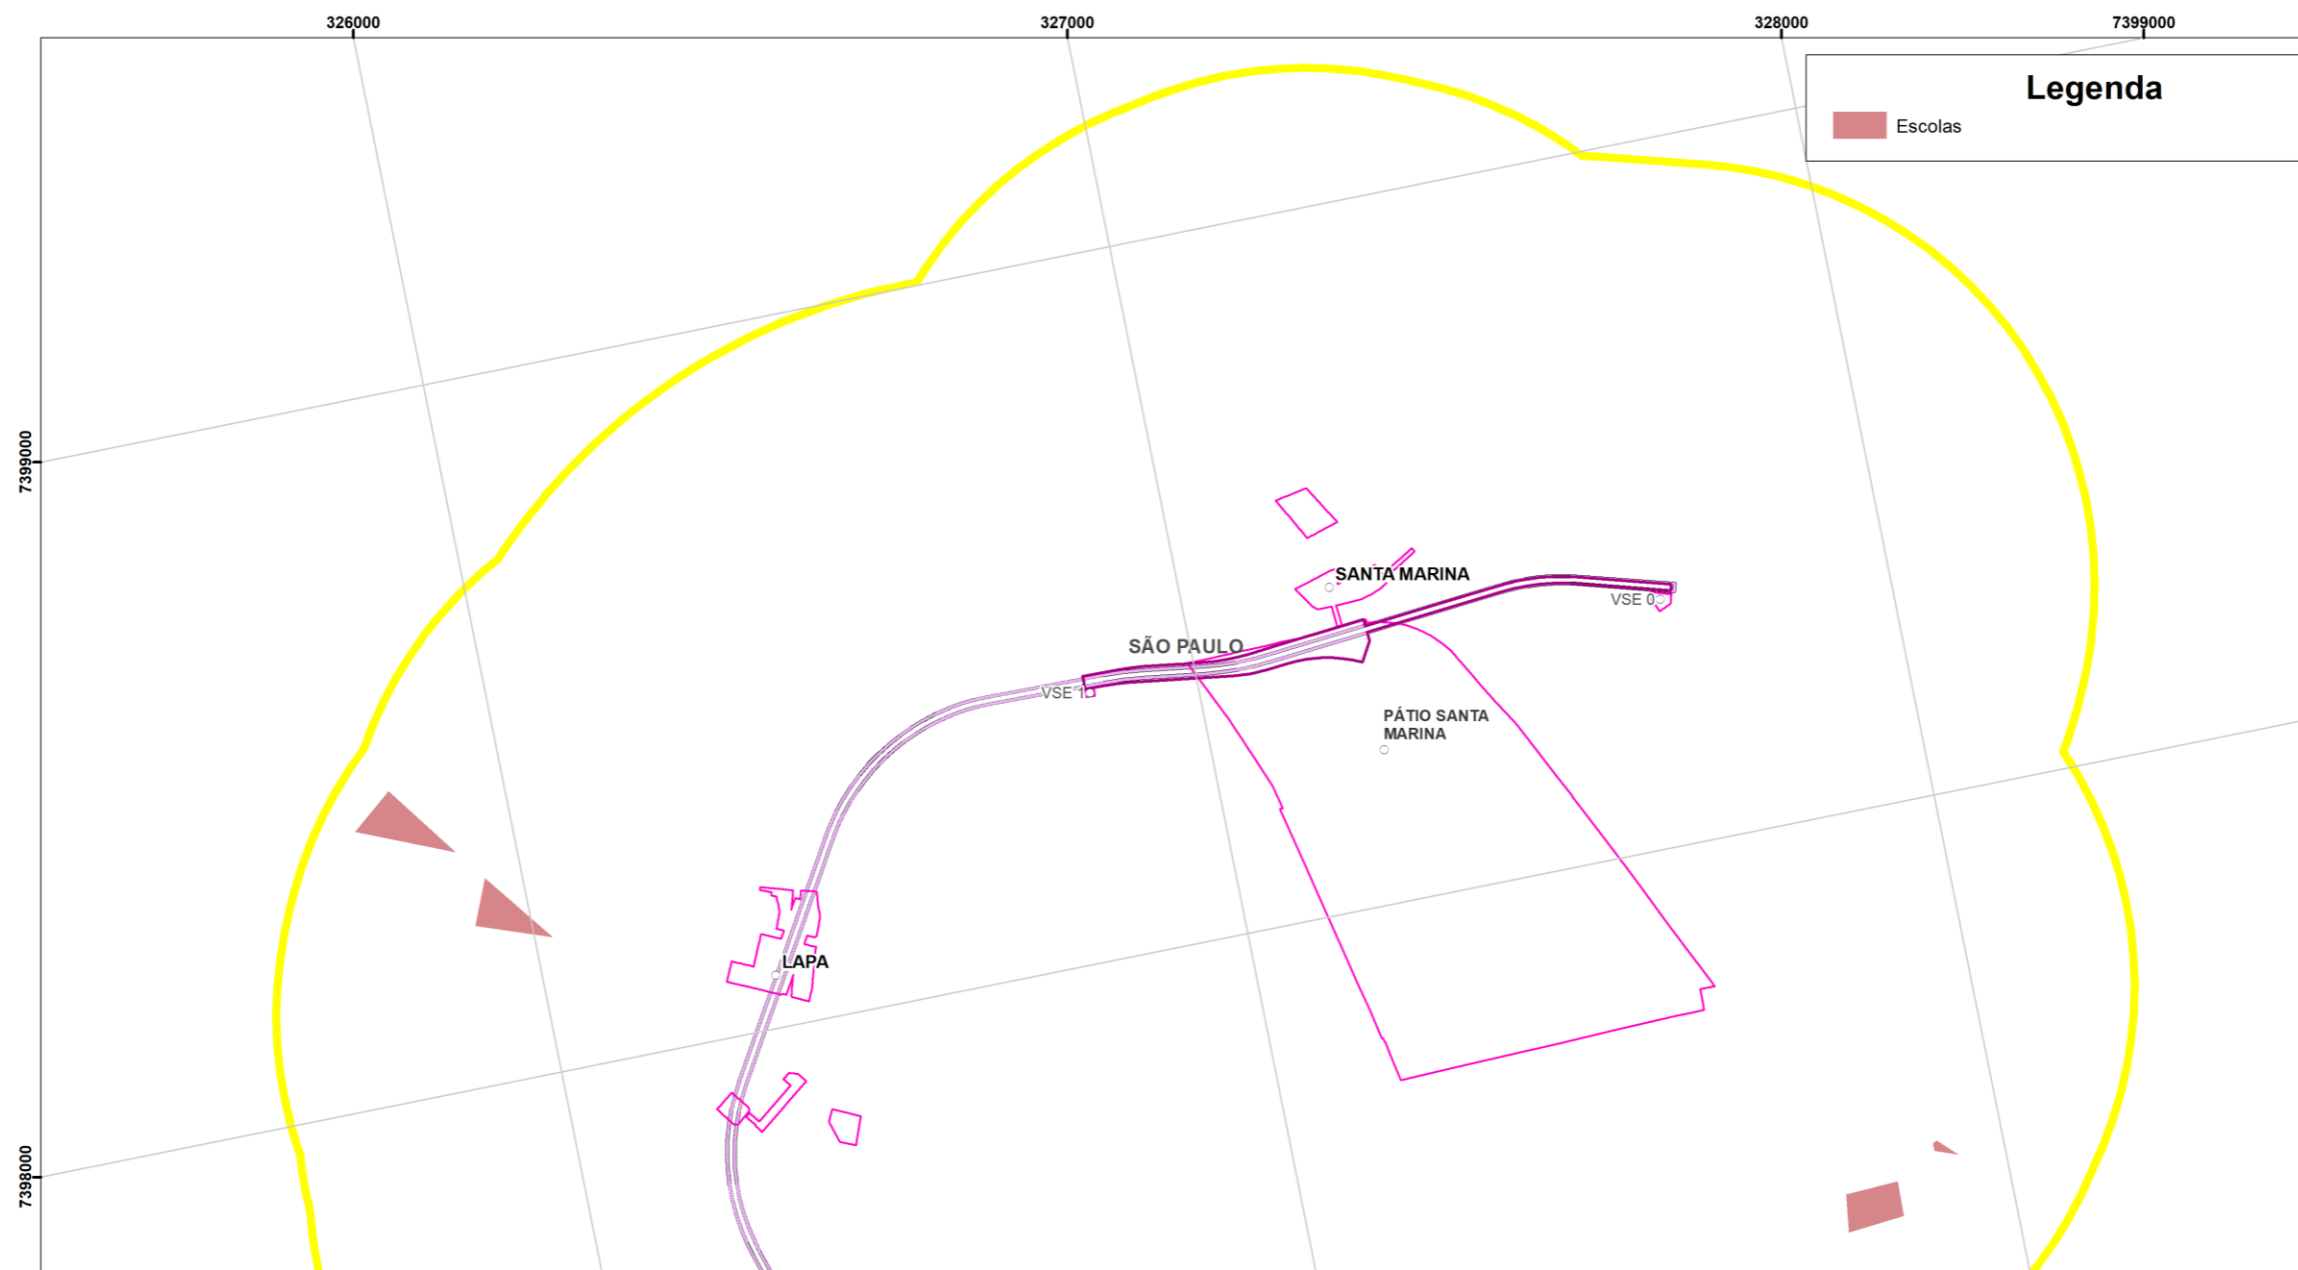 326000
327000
328000
7399000
Legenda
Escolas
7399000
SANTA MARINA
VSE 0
SÃO PAULO
VSE 1
PÁTIO SANTA
MARINA
LAPA
7398000